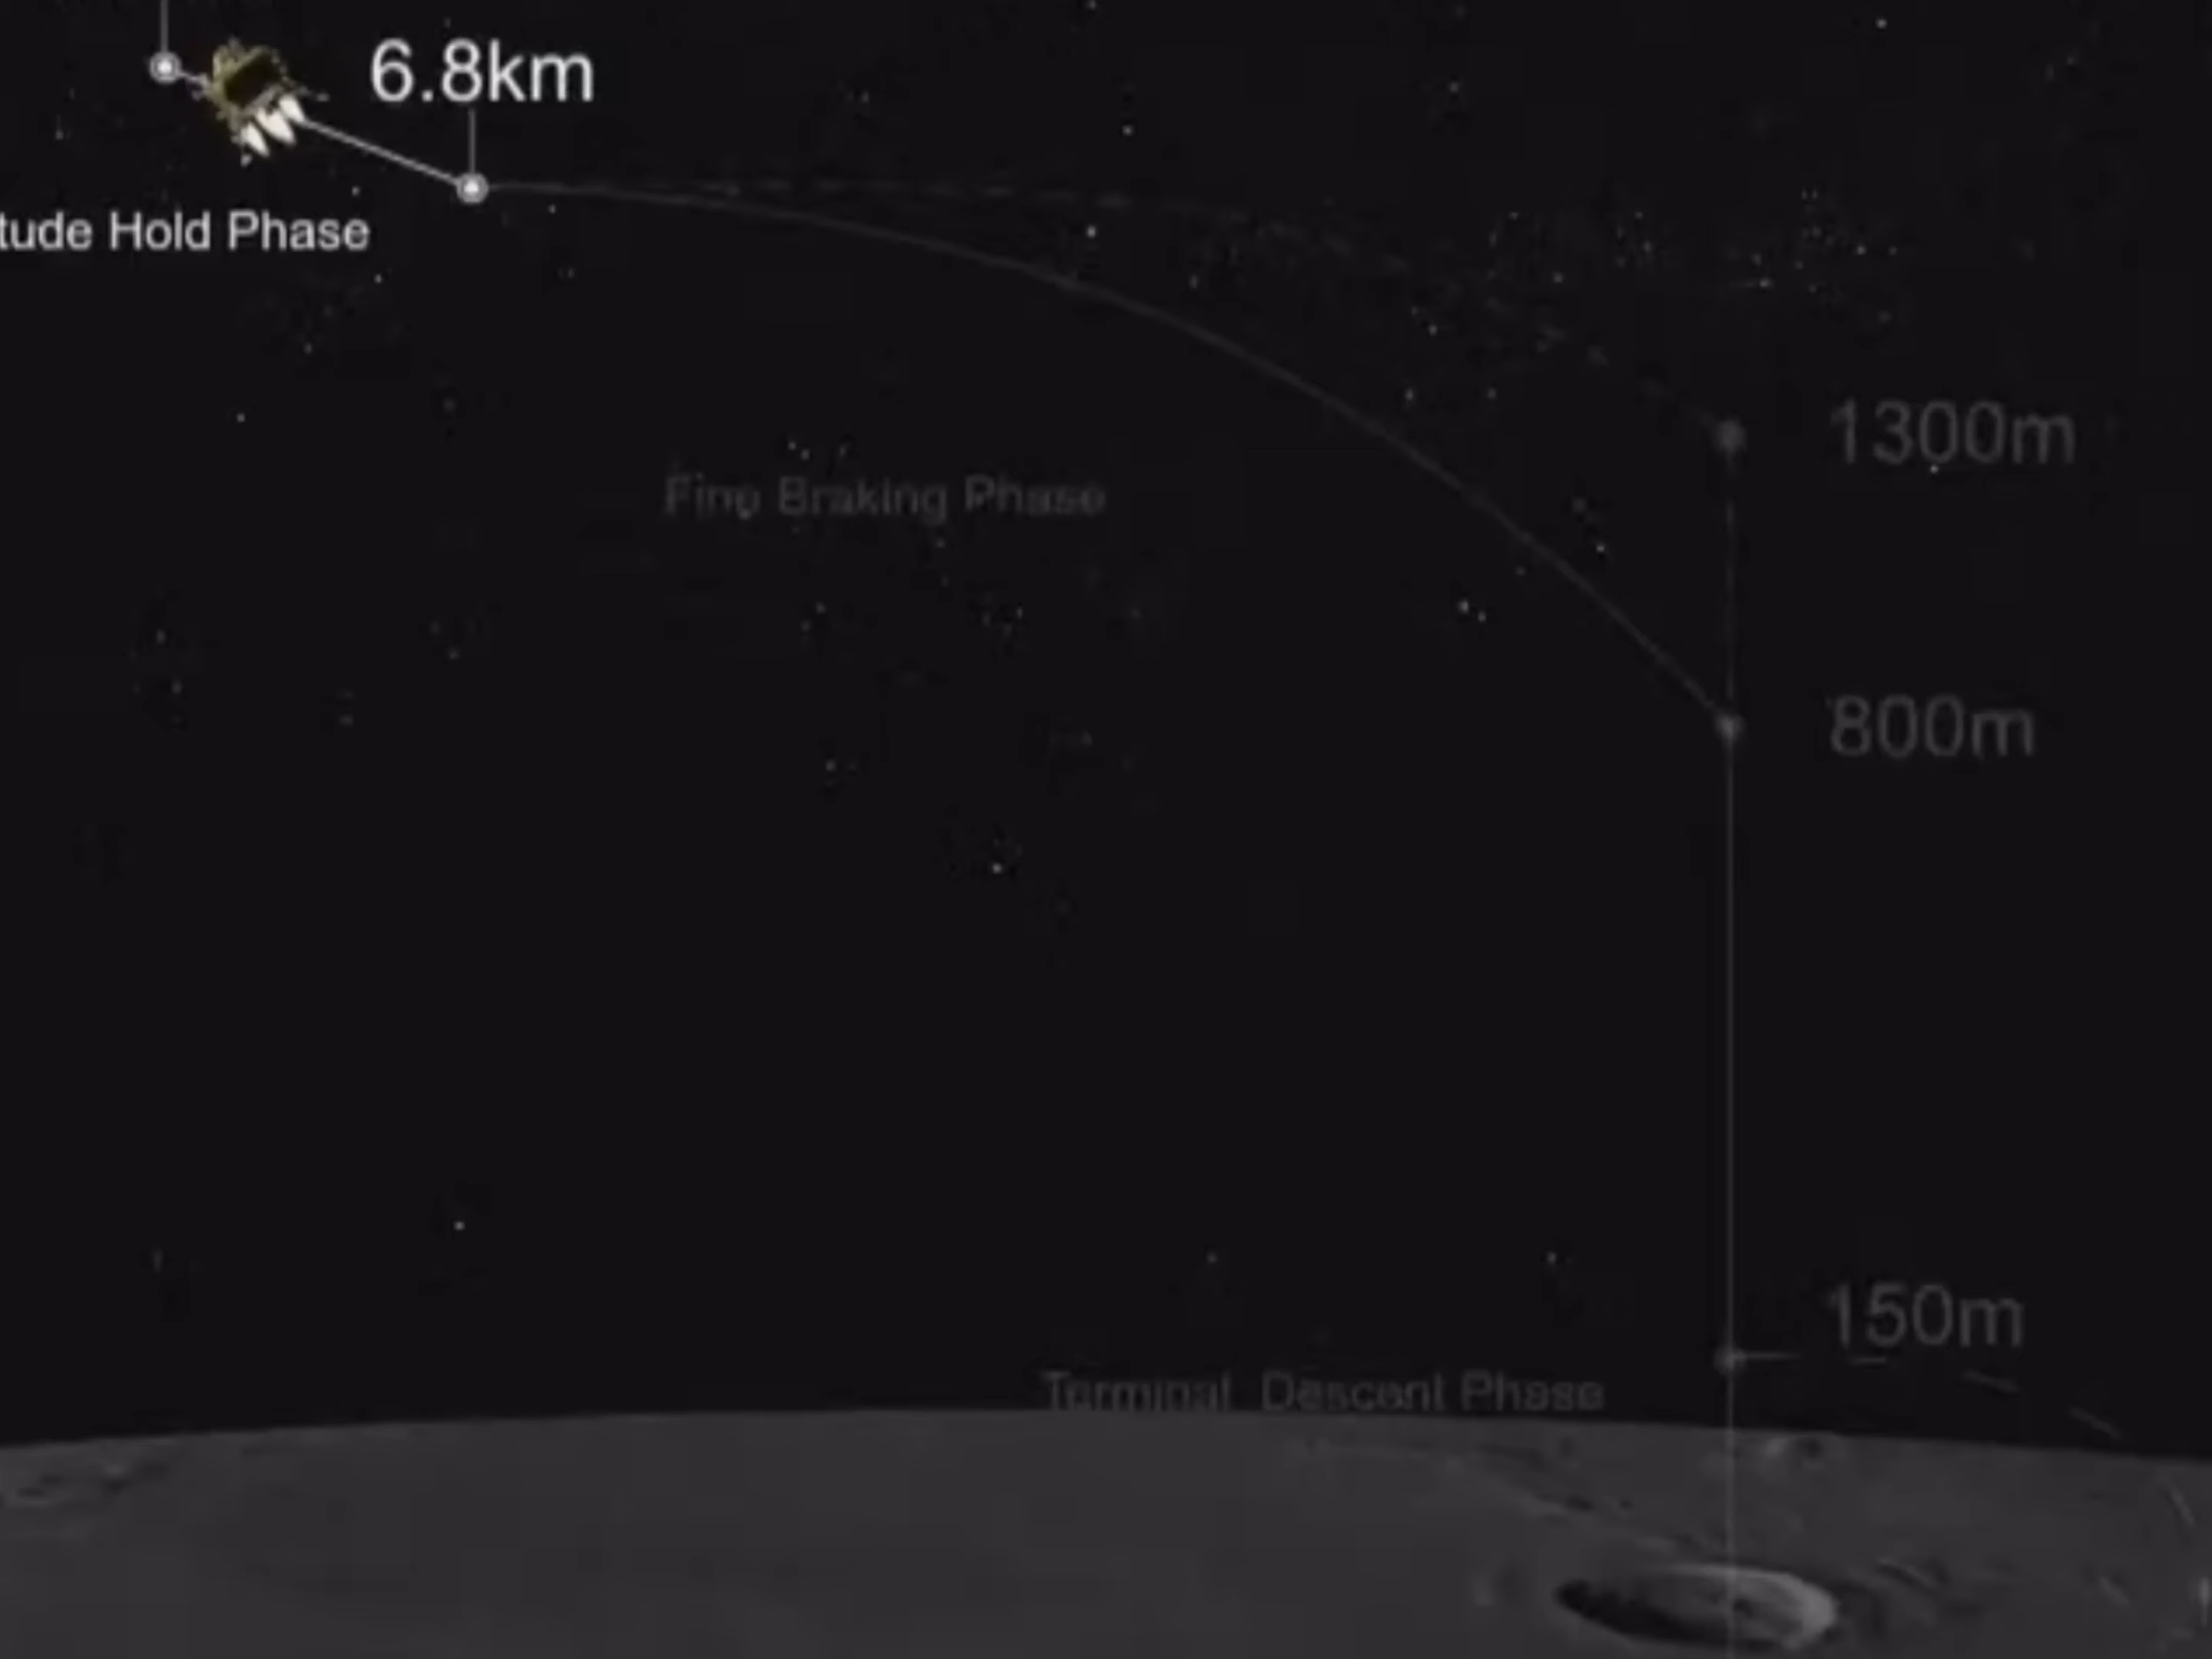 6.8km
tude Hold Phase
1300m
Fine Braking Phase
800m
150m
Terminal Descent Phase